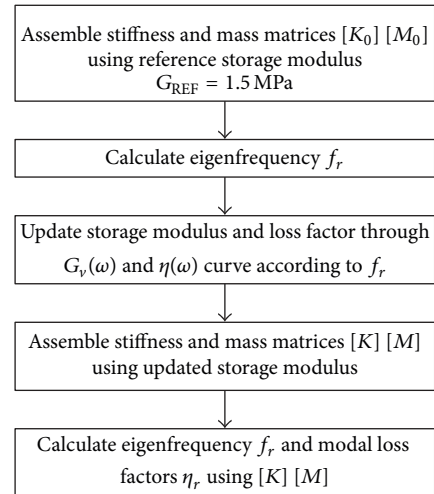 Assemble stiffness and mass matrices [K₀] [M₀]
using reference storage modulus
G_REF = 1.5 MPa
Calculate eigenfrequency fᵣ
Update storage modulus and loss factor through
Gᵥ(ω) and η(ω) curve according to fᵣ
Assemble stiffness and mass matrices [K] [M]
using updated storage modulus
Calculate eigenfrequency fᵣ and modal loss
factors ηᵣ using [K] [M]